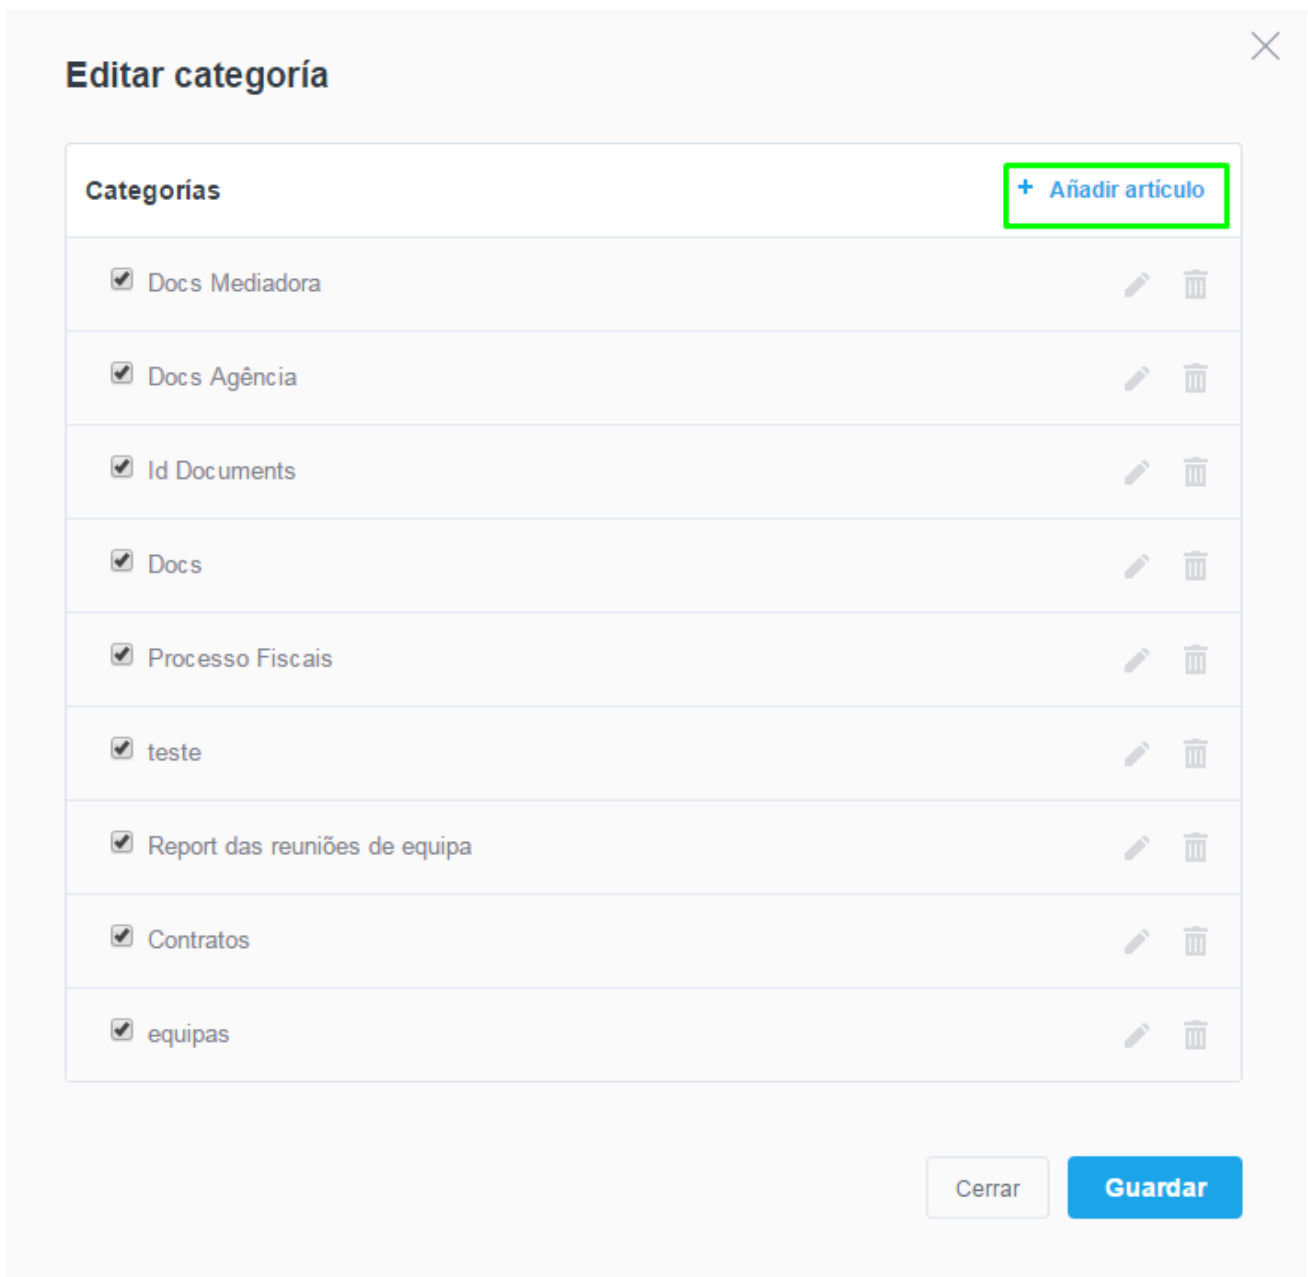 Editar categoría
Categorías
+ Añadir artículo
Docs Mediadora
Docs Agência
Id Documents
Docs
Processo Fiscais
teste
Report das reuniões de equipa
Contratos
equipas
Cerrar
Guardar